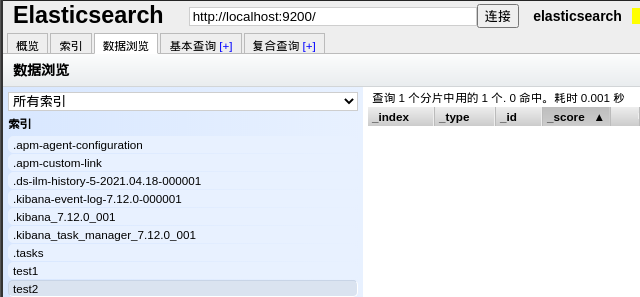 Elasticsearch http://localhost:9200/ 连接 elasticsearch
概览 索引 数据浏览 基本查询 [+] 复合查询 [+]
数据浏览
所有索引
索引
.apm-agent-configuration
.apm-custom-link
.ds-ilm-history-5-2021.04.18-000001
.kibana-event-log-7.12.0-000001
.kibana_7.12.0_001
.kibana_task_manager_7.12.0_001
.tasks
test1
test2
查询 1 个分片中用的 1 个. 0 命中。耗时 0.001 秒
_index _type _id _score ▲